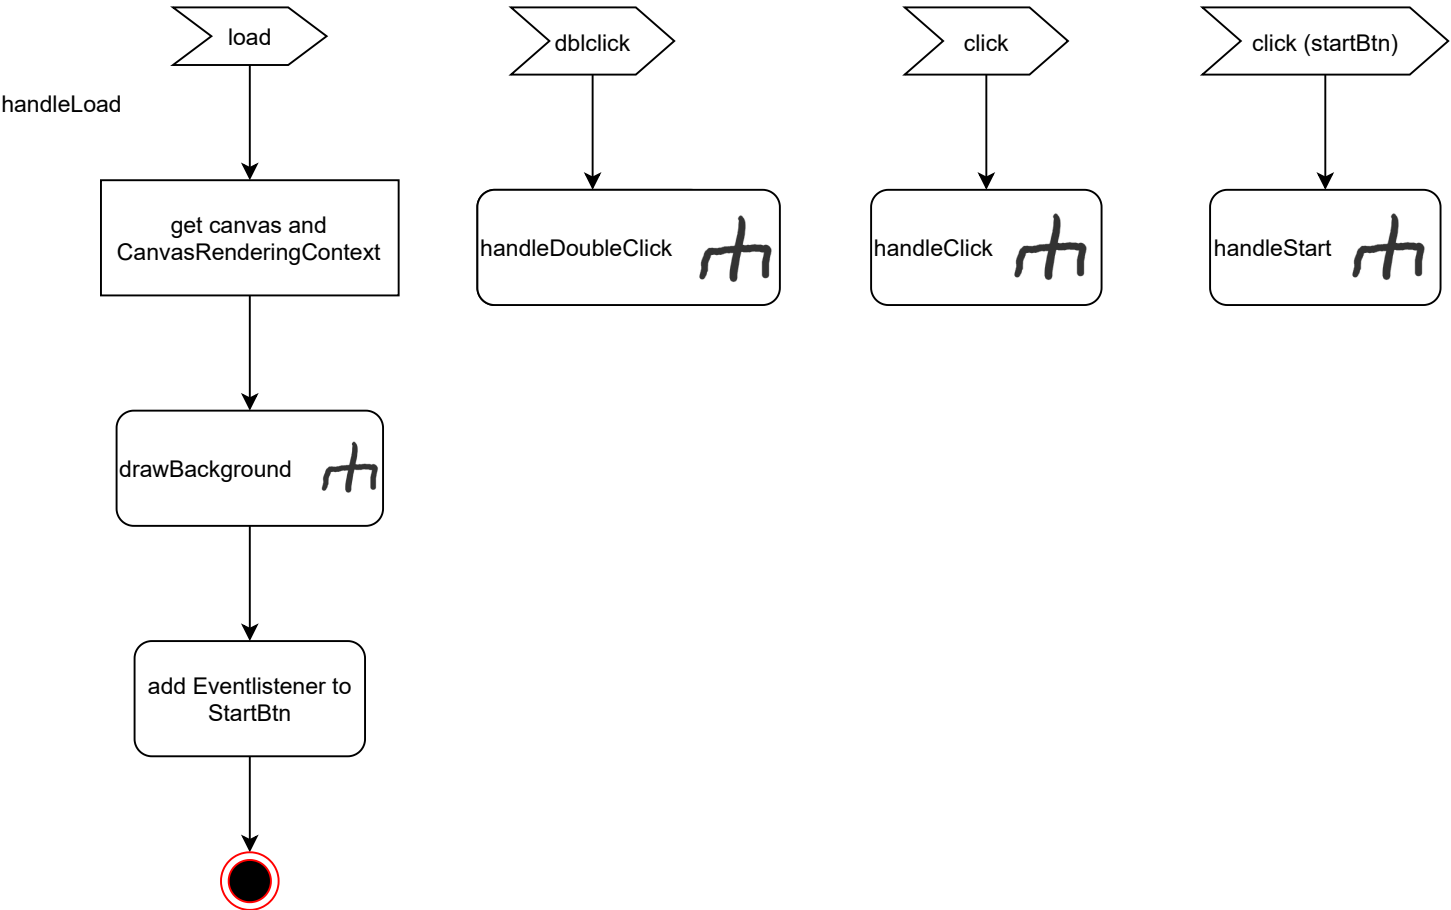 load
dblclick
click
click (startBtn)
handleLoad
get canvas and
CanvasRenderingContext
handleDoubleClick
handleClick
handleStart
drawBackground
add Eventlistener to
StartBtn